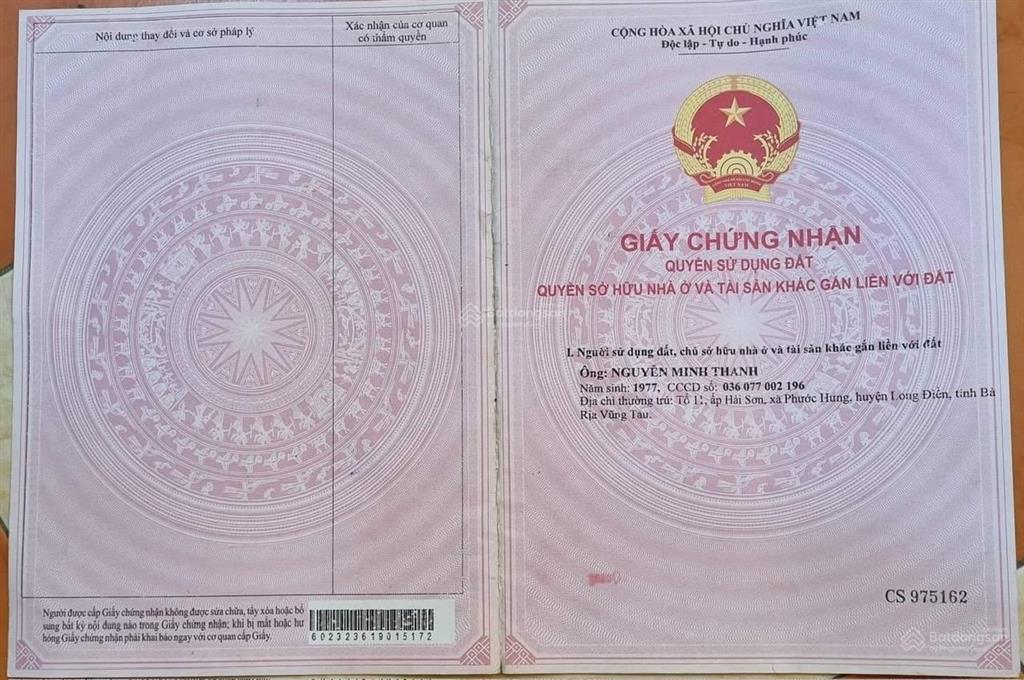 Nội dung thay đổi và cơ sở pháp lý
Xác nhận của cơ quan
có thẩm quyền
Người được cấp Giấy chứng nhận không được sửa chữa, tẩy xóa hoặc bổ
sung bất kỳ nội dung nào trong Giấy chứng nhận; khi bị mất hoặc hư
hỏng Giấy chứng nhận phải khai báo ngay với cơ quan cấp Giấy.
602323619015172
CỘNG HÒA XÃ HỘI CHỦ NGHĨA VIỆT NAM
Độc lập - Tự do - Hạnh phúc
VIỆT NAM
GIẤY CHỨNG NHẬN
QUYỀN SỬ DỤNG ĐẤT
QUYỀN SỞ HỮU NHÀ Ở VÀ TÀI SẢN KHÁC GẮN LIỀN VỚI ĐẤT
I. Người sử dụng đất, chủ sở hữu nhà ở và tài sản khác gắn liền với đất
Ông: NGUYỄN MINH THANH
Năm sinh: 1977, CCCD số: 036 077 002 196
Địa chỉ thường trú: Tổ 11, ấp Hải Sơn, xã Phước Hưng, huyện Long Điền, tỉnh Bà
Rịa Vũng Tàu.
CS 975162
Batdongsan